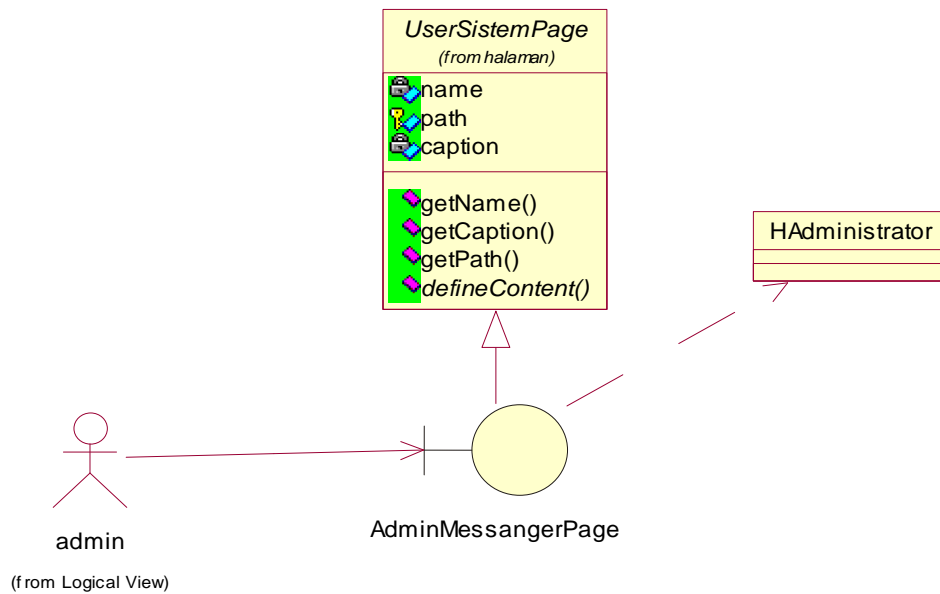 UserSistemPage
(from halaman)
name
path
caption
getName()
getCaption()
getPath()
defineContent()
HAdministrator
AdminMessangerPage
admin
(from Logical View)